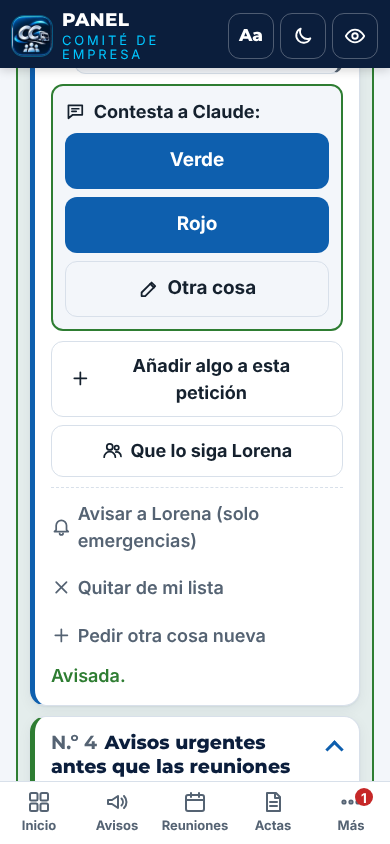 PANEL
COMITÉ DE
EMPRESA
Aa
Contesta a Claude:
Verde
Rojo
Otra cosa
Añadir algo a esta
petición
Que lo siga Lorena
Avisar a Lorena (solo
emergencias)
Quitar de mi lista
Pedir otra cosa nueva
Avisada.
N.º 4 Avisos urgentes
antes que las reuniones
1
Inicio
Avisos
Reuniones
Actas
Más